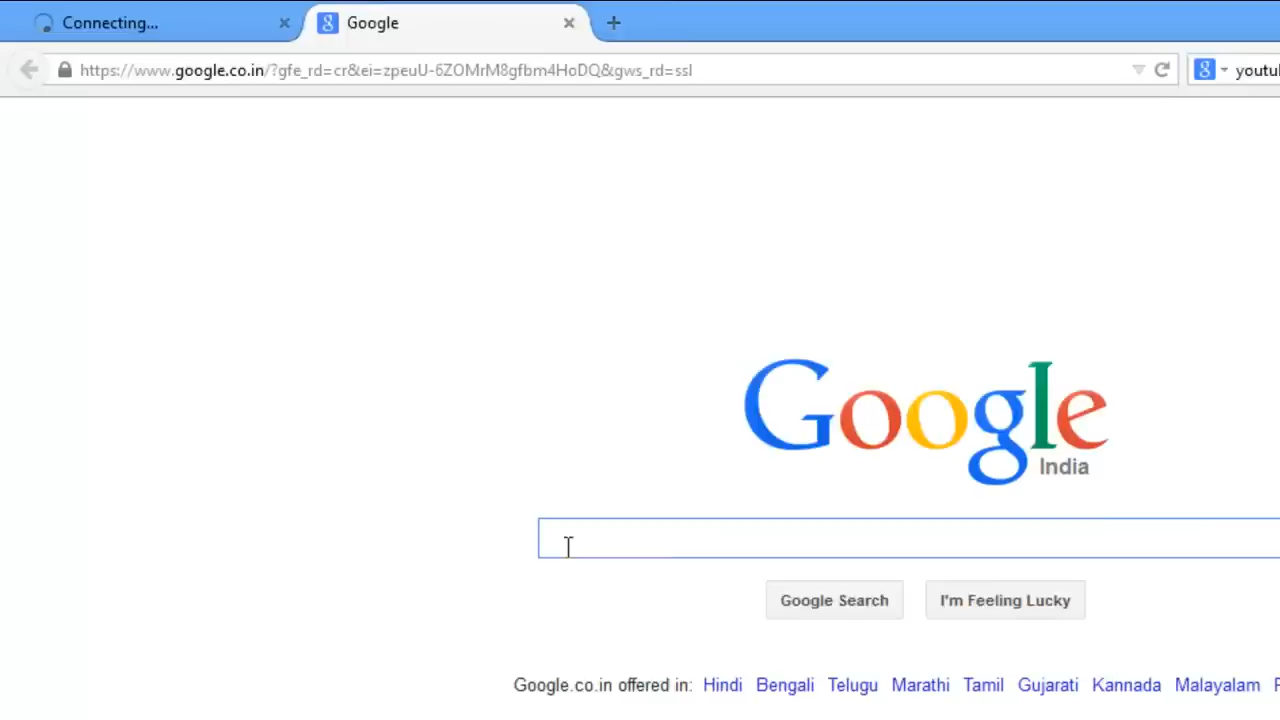 Connecting...
Google
https://www.google.co.in/?gfe_rd=cr&ei=zpeuU-6ZOMrM8gfbm4HoDQ&gws_rd=ssl
youtu
Google
India
Google Search
I'm Feeling Lucky
Google.co.in offered in: Hindi Bengali Telugu Marathi Tamil Gujarati Kannada Malayalam